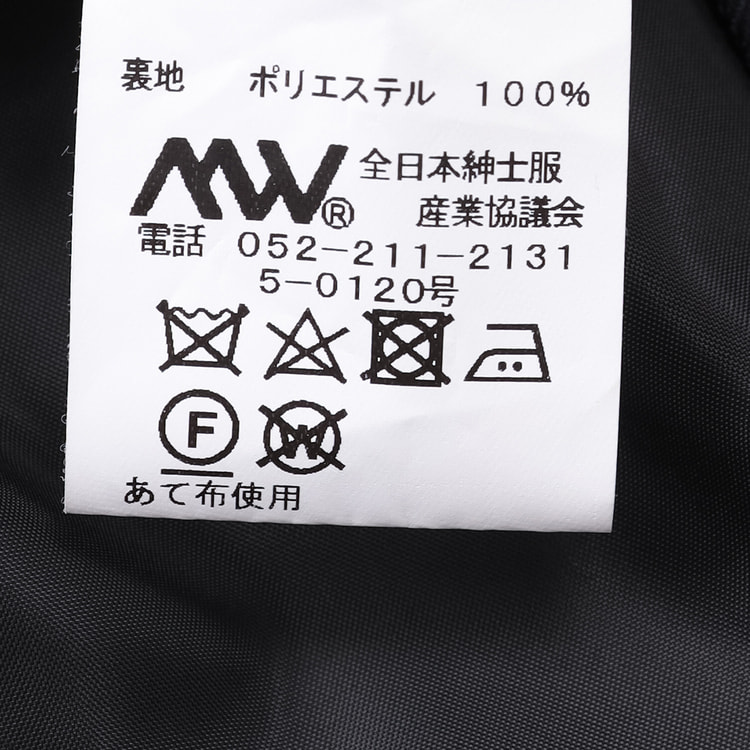 裏地 ポリエステル 100%
MW® 全日本紳士服
産業協議会
電話 052-211-2131
5-0120号
F W
あて布使用